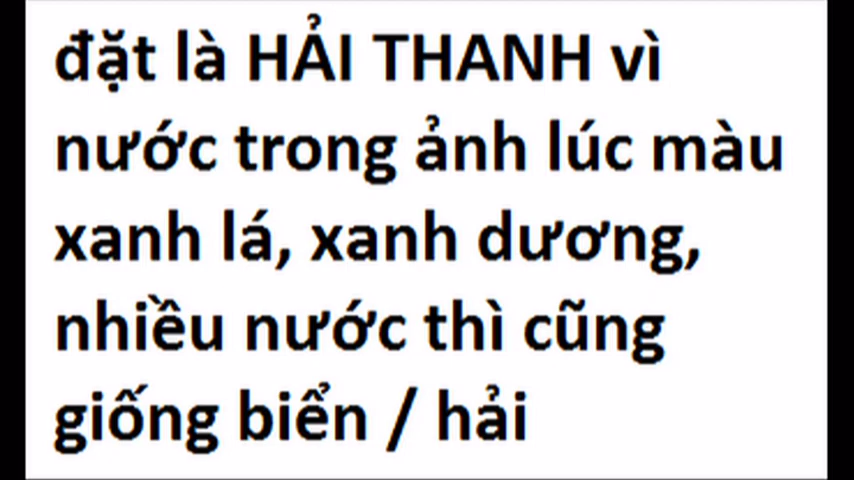 đặt là HẢI THANH vì
nước trong ảnh lúc màu
xanh lá, xanh dương,
nhiều nước thì cũng
giống biển / hải